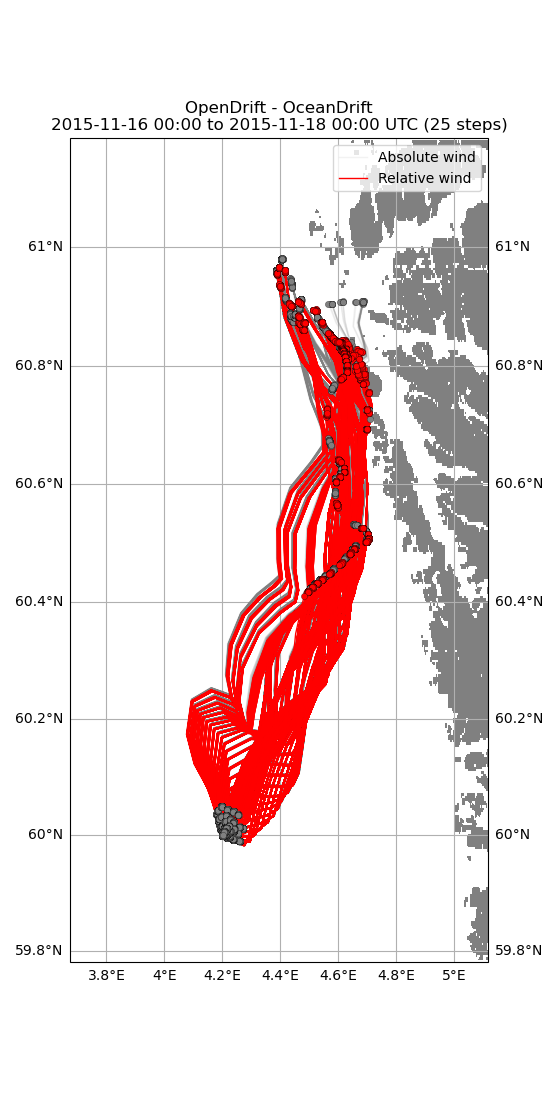 OpenDrift - OceanDrift
2015-11-16 00:00 to 2015-11-18 00:00 UTC (25 steps)
Absolute wind
Relative wind
61°N 61°N
60.8°N 60.8°N
60.6°N 60.6°N
60.4°N 60.4°N
60.2°N 60.2°N
60°N 60°N
59.8°N 59.8°N
3.8°E 4°E 4.2°E 4.4°E 4.6°E 4.8°E 5°E